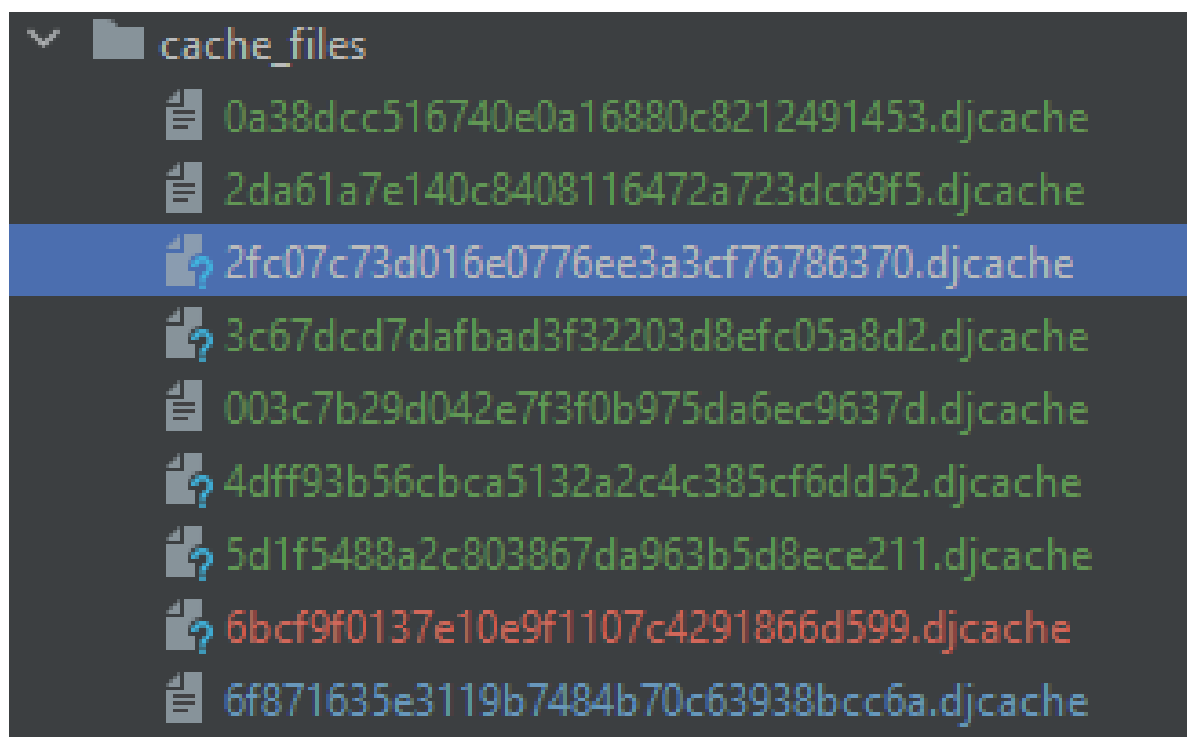 cache_files
0a38dcc516740e0a16880c8212491453.djcache
2da61a7e140c8408116472a723dc69f5.djcache
2fc07c73d016e0776ee3a3cf76786370.djcache
3c67dcd7dafbad3f32203d8efc05a8d2.djcache
003c7b29d042e7f3f0b975da6ec9637d.djcache
4dff93b56cbca5132a2c4c385cf6dd52.djcache
5d1f5488a2c803867da963b5d8ece211.djcache
6bcf9f0137e10e9f1107c4291866d599.djcache
6f871635e3119b7484b70c63938bcc6a.djcache